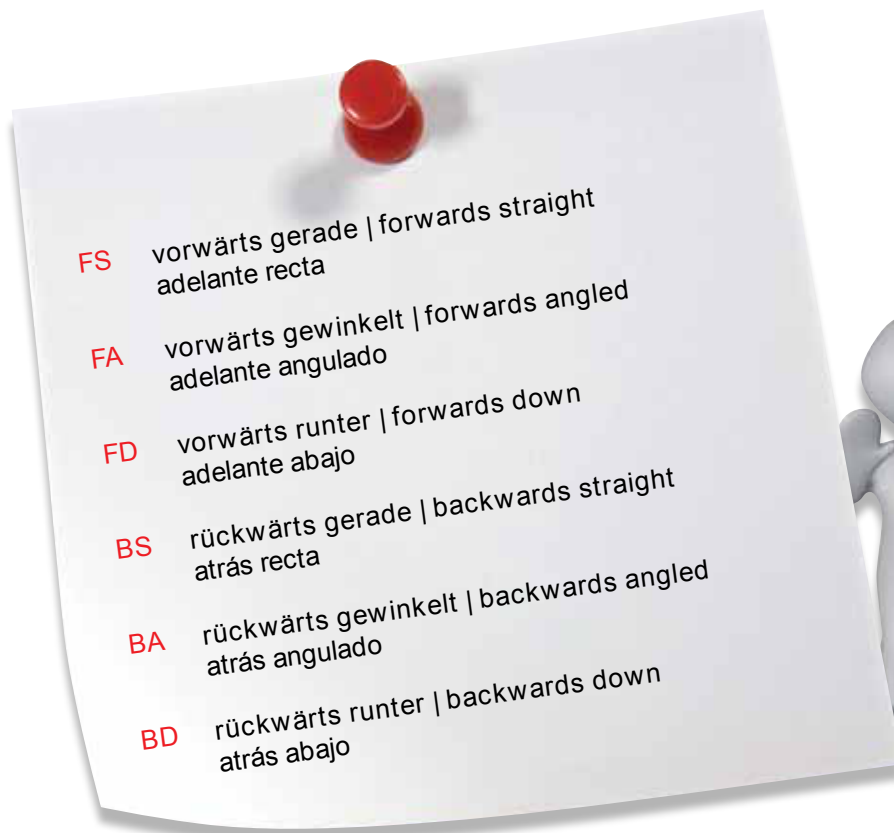 FS vorwärts gerade | forwards straight
adelante recta
FA vorwärts gewinkelt | forwards angled
adelante angulado
FD vorwärts runter | forwards down
adelante abajo
BS rückwärts gerade | backwards straight
atrás recta
BA rückwärts gewinkelt | backwards angled
atrás angulado
BD rückwärts runter | backwards down
atrás abajo